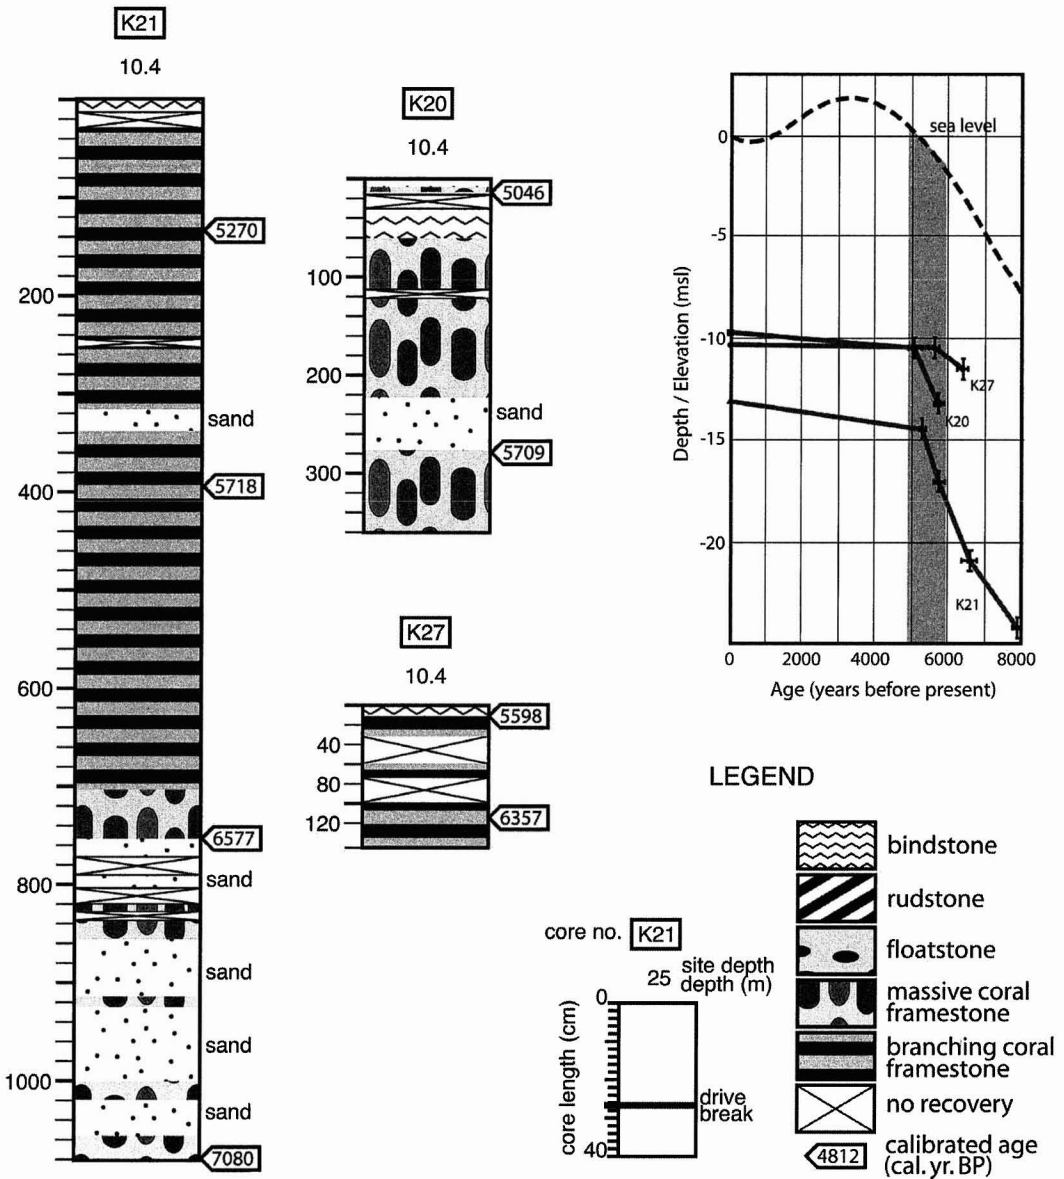 K21
10.4
5270
200
sand
400
5718
600
6577
800
sand
sand
sand
1000
sand
7080
K20
10.4
5046
100
200
sand
5709
300
K27
10.4
5598
40
80
6357
120
sea level
0
-5
-10
-15
-20
K27
K20
K21
Depth / Elevation (msl)
0
2000
4000
6000
8000
Age (years before present)
LEGEND
bindstone
rudstone
floatstone
massive coral
framestone
branching coral
framestone
no recovery
4812
calibrated age
(cal. yr. BP)
core no.
K21
25
site depth
depth (m)
0
core length (cm)
drive
break
40